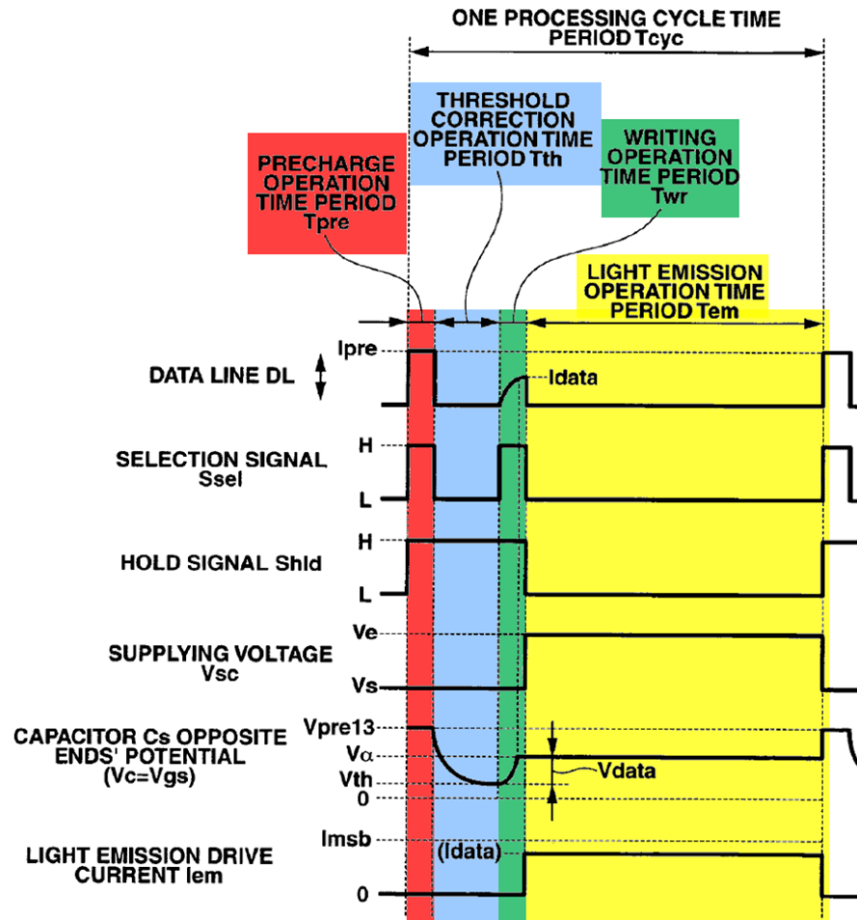 ONE PROCESSING CYCLE TIME
PERIOD Tcyc
THRESHOLD
CORRECTION
OPERATION TIME
PERIOD Tth
PRECHARGE
OPERATION
TIME PERIOD
Tpre
WRITING
OPERATION
TIME PERIOD
Twr
LIGHT EMISSION
OPERATION TIME
PERIOD Tem
Ipre
DATA LINE DL
Idata
H
SELECTION SIGNAL
Ssel
L
H
HOLD SIGNAL Shld
L
Ve
SUPPLYING VOLTAGE
Vsc
Vs
Vpre13
CAPACITOR Cs OPPOSITE
ENDS' POTENTIAL
(Vc=Vgs)
Vα
Vdata
Vth
0
Imsb
(Idata)
LIGHT EMISSION DRIVE
CURRENT Iem
0